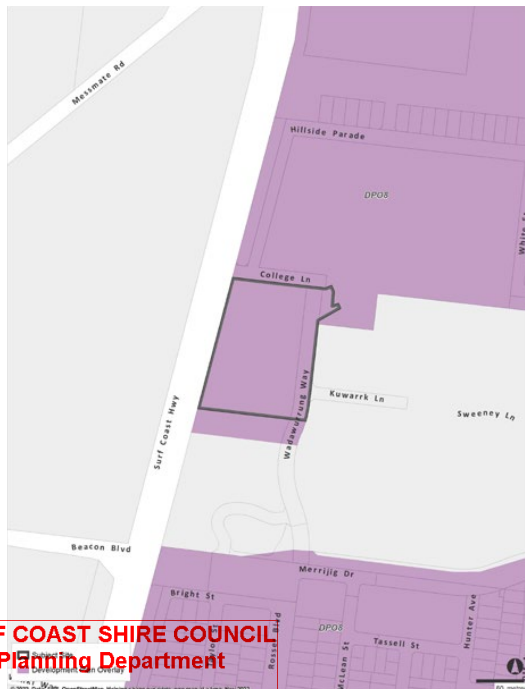 Messmate Rd
Hillside Parade
DPO8
College Ln
Kuwarrk Ln
Sweeney Ln
Wadawurrung Way
Surf Coast Hwy
Beacon Blvd
Merrijig Dr
Bright St
DPO8
Tassell St
Hunter Ave
McLean St
COAST SHIRE COUNCIL
Planning Department